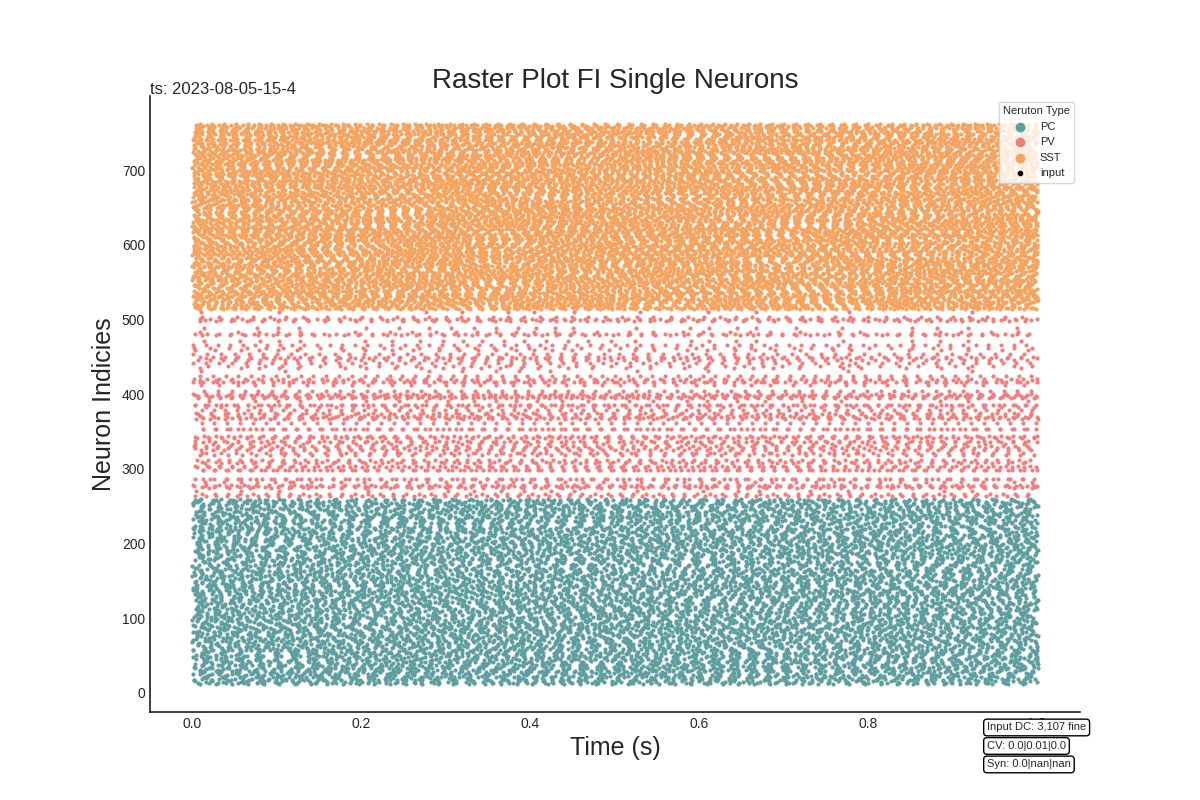 Raster Plot FI Single Neurons
ts: 2023-08-05-15-4
Neruton Type
PC
PV
SST
input
Neuron Indicies
700
600
500
400
300
200
100
0
0.0 0.2 0.4 0.6 0.8
Time (s)
Input DC: 3,107 fine
CV: 0.0|0.01|0.0
Syn: 0.0|nan|nan